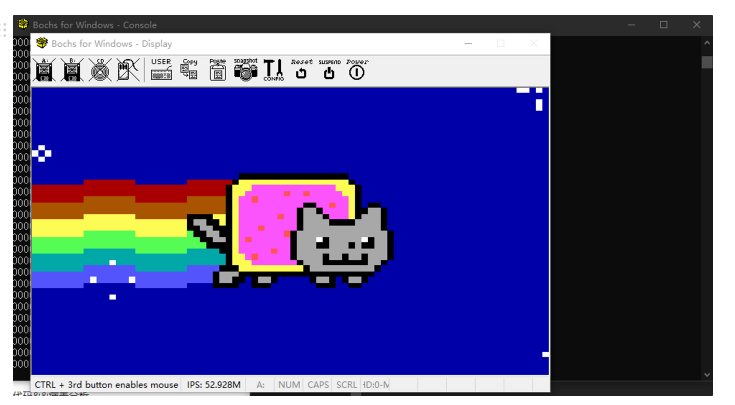 Bochs for Windows - Console
Bochs for Windows - Display
A: B: CD USER Copy Paste snapshot Reset suspend Power
CONFIG
CTRL + 3rd button enables mouse IPS: 52.928M A: NUM CAPS SCRL HD:0-M